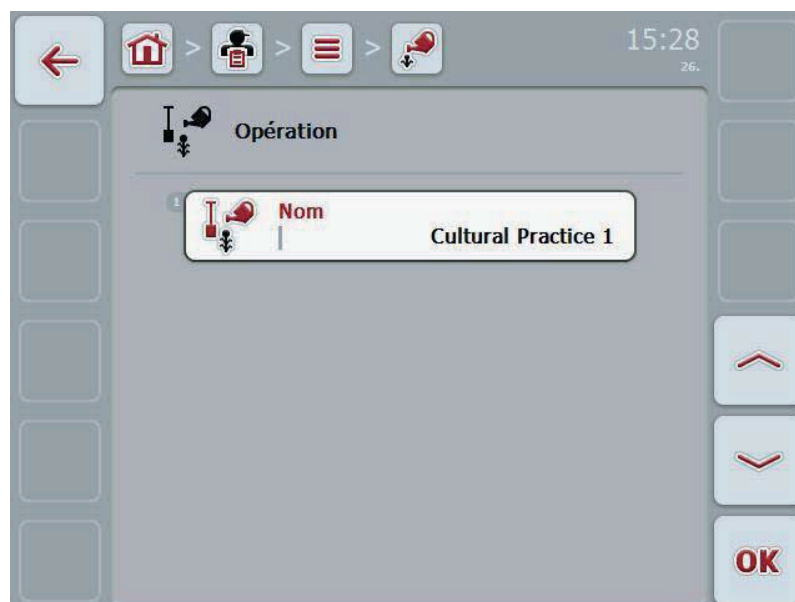 > > >
15:28
26.
Opération
1
Nom
Cultural Practice 1
OK